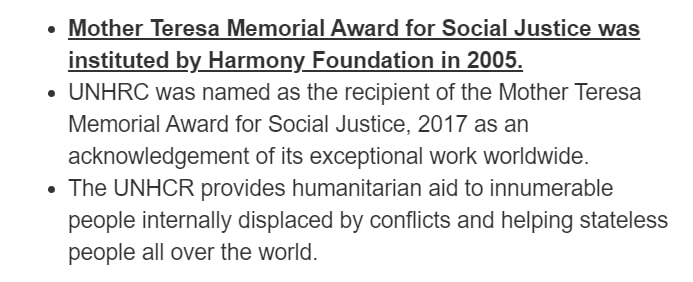 • Mother Teresa Memorial Award for Social Justice was
instituted by Harmony Foundation in 2005.
• UNHRC was named as the recipient of the Mother Teresa
Memorial Award for Social Justice, 2017 as an
acknowledgement of its exceptional work worldwide.
• The UNHCR provides humanitarian aid to innumerable
people internally displaced by conflicts and helping stateless
people all over the world.